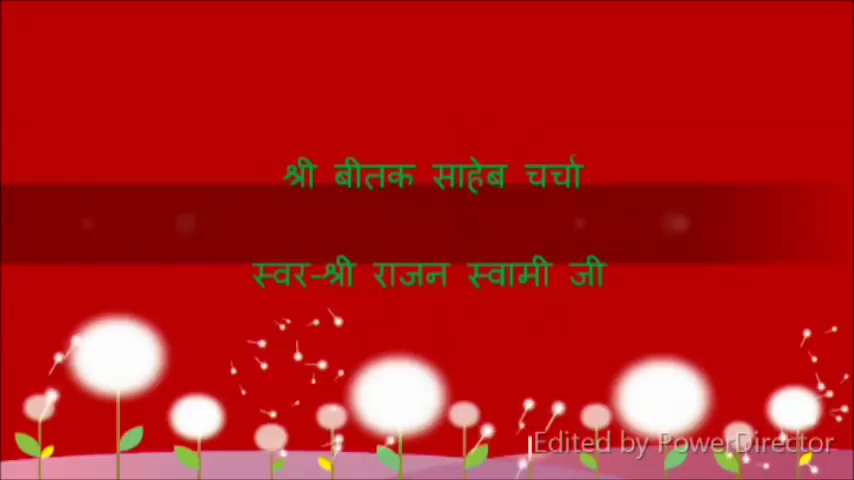 श्री बीतक साहेब चर्चा
स्वर-श्री राजन स्वामी जी
Edited by PowerDirector